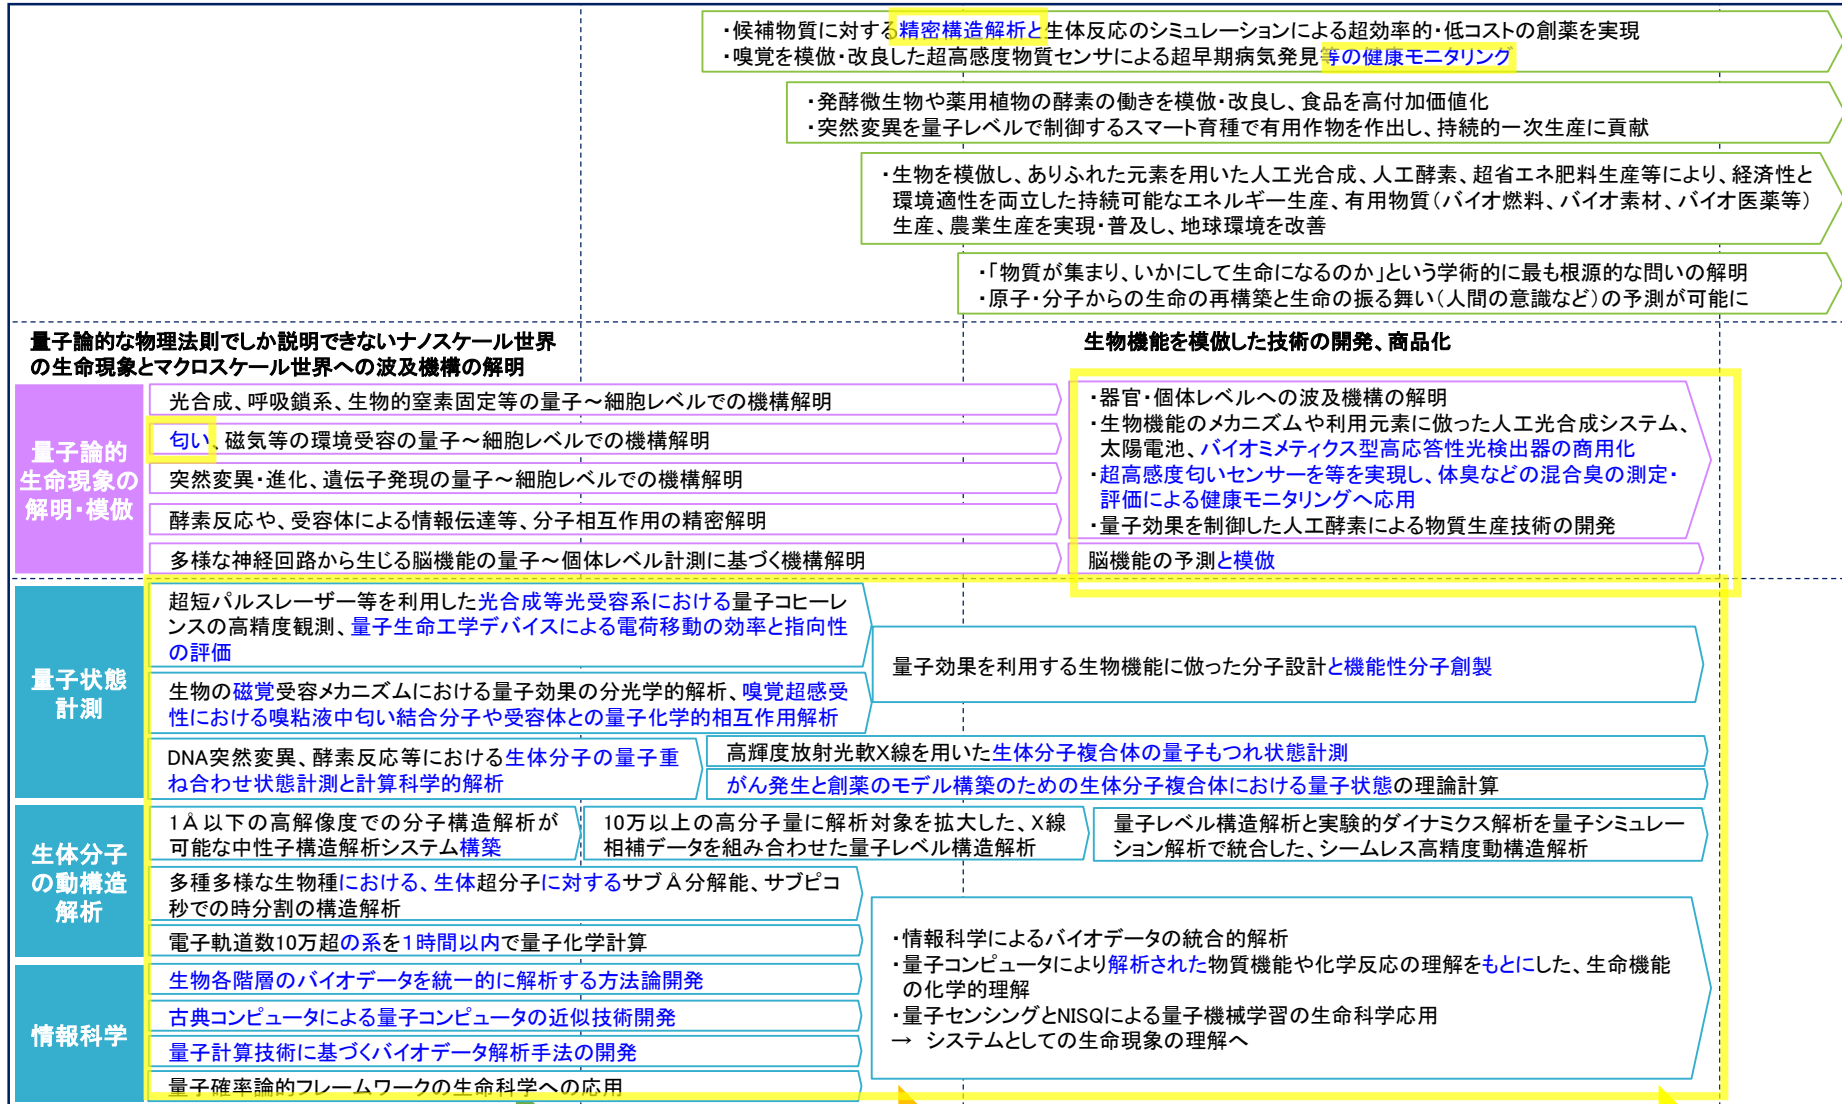 ・候補物質に対する精密構造解析と生体反応のシミュレーションによる超効率的・低コストの創薬を実現
・嗅覚を模倣・改良した超高感度物質センサによる超早期病気発見等の健康モニタリング
・発酵微生物や薬用植物の酵素の働きを模倣・改良し、食品を高付加価値化
・突然変異を量子レベルで制御するスマート育種で有用作物を作出し、持続的一次生産に貢献
・生物を模倣し、ありふれた元素を用いた人工光合成、人工酵素、超省エネ肥料生産等により、経済性と
環境適性を両立した持続可能なエネルギー生産、有用物質（バイオ燃料、バイオ素材、バイオ医薬等）
生産、農業生産を実現・普及し、地球環境を改善
・「物質が集まり、いかにして生命になるのか」という学術的に最も根源的な問いの解明
・原子・分子からの生命の再構築と生命の振る舞い（人間の意識など）の予測が可能に
量子論的な物理法則でしか説明できないナノスケール世界
の生命現象とマクロスケール世界への波及機構の解明
生物機能を模倣した技術の開発、商品化
量子論的
生命現象の
解明・模倣
光合成、呼吸鎖系、生物的窒素固定等の量子～細胞レベルでの機構解明
匂い、磁気等の環境受容の量子～細胞レベルでの機構解明
突然変異・進化、遺伝子発現の量子～細胞レベルでの機構解明
酵素反応や、受容体による情報伝達等、分子相互作用の精密解明
多様な神経回路から生じる脳機能の量子～個体レベル計測に基づく機構解明
・器官・個体レベルへの波及機構の解明
・生物機能のメカニズムや利用元素に倣った人工光合成システム、
太陽電池、バイオミメティクス型高応答性光検出器の商用化
・超高感度匂いセンサーを等を実現し、体臭などの混合臭の測定・
評価による健康モニタリングへ応用
・量子効果を制御した人工酵素による物質生産技術の開発
脳機能の予測と模倣
量子状態
計測
超短パルスレーザー等を利用した光合成等光受容系における量子コヒーレ
ンスの高精度観測、量子生命工学デバイスによる電荷移動の効率と指向性
の評価
生物の磁覚受容メカニズムにおける量子効果の分光学的解析、嗅覚超感受
性における嗅粘液中匂い結合分子や受容体との量子化学的相互作用解析
量子効果を利用する生物機能に倣った分子設計と機能性分子創製
DNA突然変異、酵素反応等における生体分子の量子重
ね合わせ状態計測と計算科学的解析
高輝度放射光軟X線を用いた生体分子複合体の量子もつれ状態計測
がん発生と創薬のモデル構築のための生体分子複合体における量子状態の理論計算
生体分子
の動構造
解析
1Å以下の高解像度での分子構造解析が
可能な中性子構造解析システム構築
10万以上の高分子量に解析対象を拡大した、X線
相補データを組み合わせた量子レベル構造解析
量子レベル構造解析と実験的ダイナミクス解析を量子シミュレー
ション解析で統合した、シームレス高精度動構造解析
多種多様な生物種における、生体超分子に対するサブÅ分解能、サブピコ
秒での時分割の構造解析
電子軌道数10万超の系を1時間以内で量子化学計算
情報科学
生物各階層のバイオデータを統一的に解析する方法論開発
古典コンピュータによる量子コンピュータの近似技術開発
量子計算技術に基づくバイオデータ解析手法の開発
量子確率論的フレームワークの生命科学への応用
・情報科学によるバイオデータの統合的解析
・量子コンピュータにより解析された物質機能や化学反応の理解をもとにした、生命機能
の化学的理解
・量子センシングとNISQによる量子機械学習の生命科学応用
→ システムとしての生命現象の理解へ